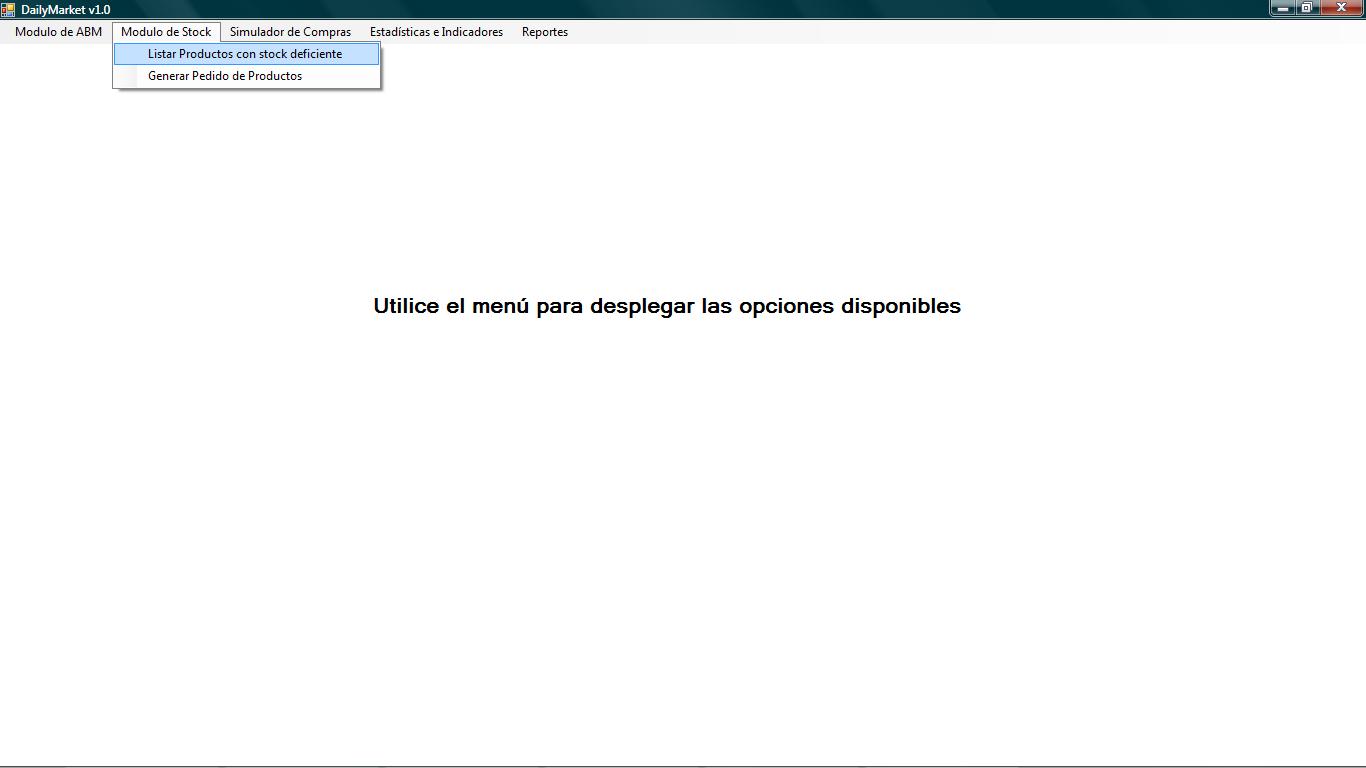 DailyMarket v1.0
Modulo de ABM Modulo de Stock Simulador de Compras Estadísticas e Indicadores Reportes
Listar Productos con stock deficiente
Generar Pedido de Productos
Utilice el menú para desplegar las opciones disponibles